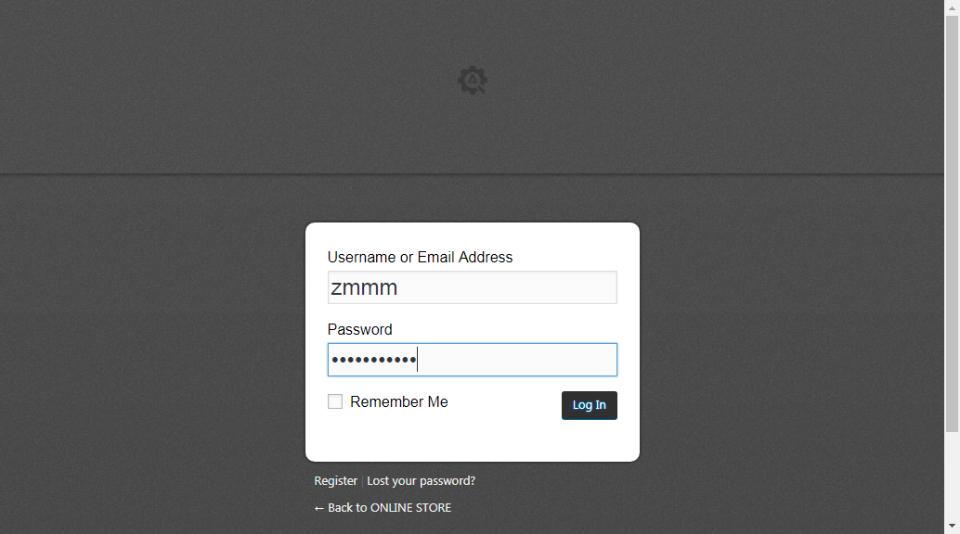 Username or Email Address
zmmm
Password
•••••••••••
Remember Me
Log In
Register | Lost your password?
← Back to ONLINE STORE